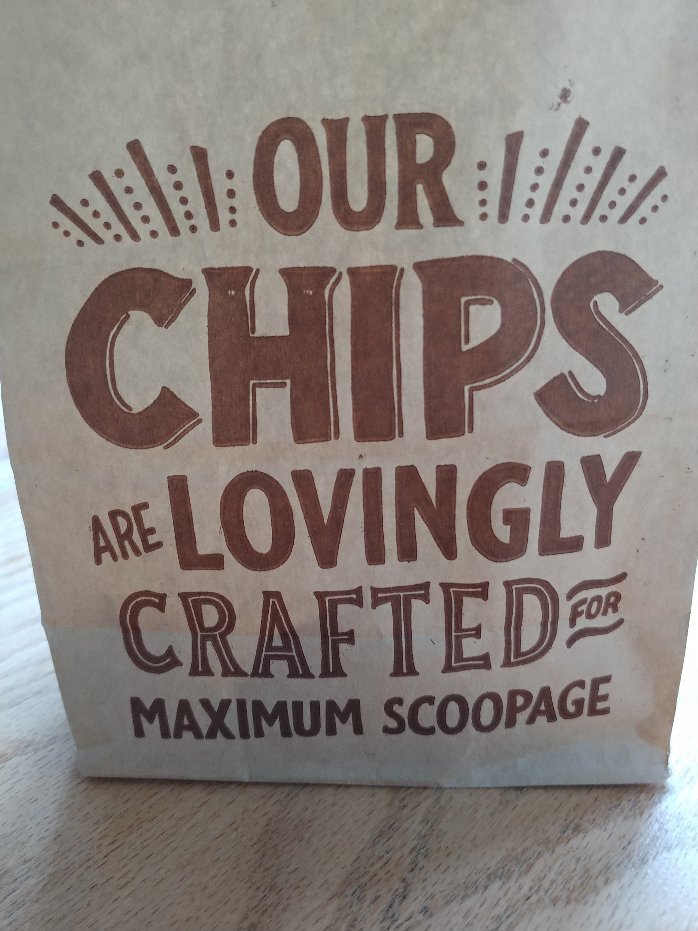 OUR
CHIPS
ARE LOVINGLY
CRAFTED FOR
MAXIMUM SCOOPAGE